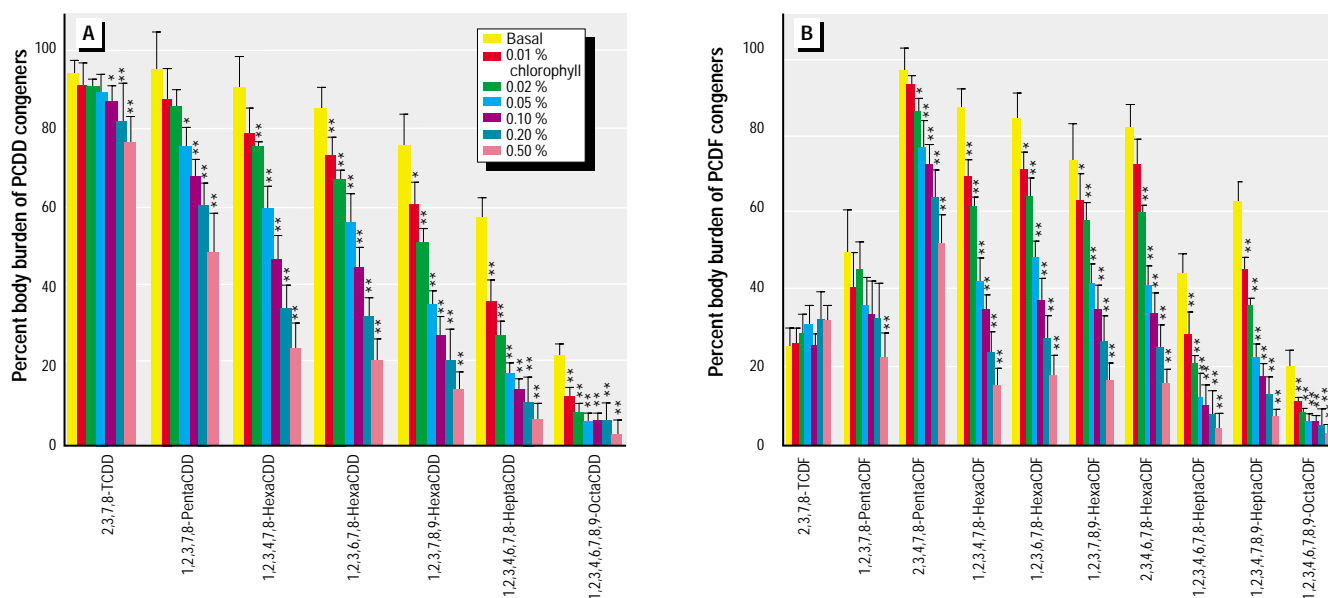 A
Percent body burden of PCDD congeners
100
80
60
40
20
0
Basal
0.01 %
chlorophyll
0.02 %
0.05 %
0.10 %
0.20 %
0.50 %
2,3,7,8-TCDD
1,2,3,7,8-PentaCDD
1,2,3,4,7,8-HexaCDD
1,2,3,6,7,8-HexaCDD
1,2,3,7,8,9-HexaCDD
1,2,3,4,6,7,8-HeptaCDD
1,2,3,4,6,7,8,9-OctaCDD
B
Percent body burden of PCDF congeners
100
80
60
40
20
0
2,3,7,8-TCDF
1,2,3,7,8-PentaCDF
2,3,4,7,8-PentaCDF
1,2,3,4,7,8-HexaCDF
1,2,3,6,7,8-HexaCDF
1,2,3,7,8,9-HexaCDF
2,3,4,6,7,8-HexaCDF
1,2,3,4,6,7,8-HeptaCDF
1,2,3,4,7,8,9-HeptaCDF
1,2,3,4,6,7,8,9-OctaCDF